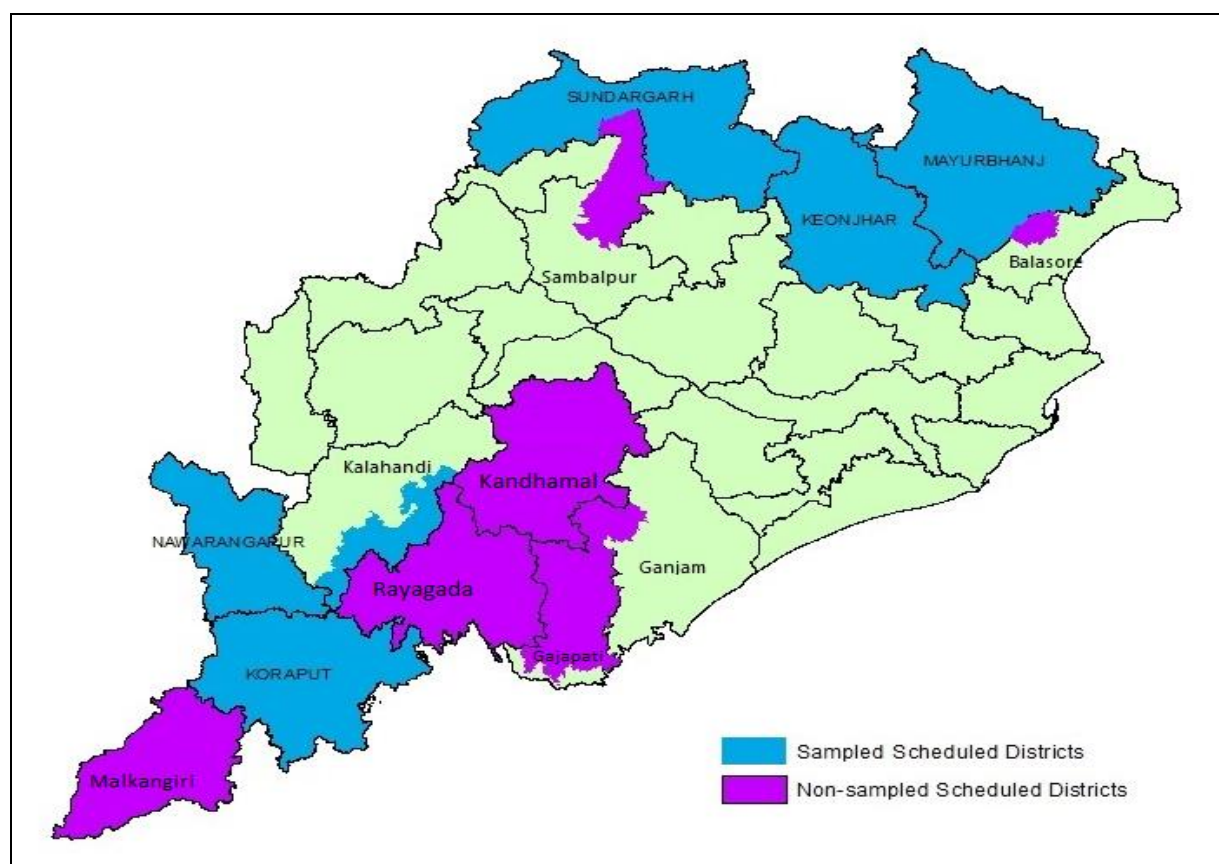 SUNDARGARH
MAYURBHANJ
KEONJHAR
Balasore
Sambalpur
Kalahandi
Kandhamal
NAWARANGAPUR
Ganjam
Rayagada
Gajapati
KORAPUT
Malkangiri
Sampled Scheduled Districts
Non-sampled Scheduled Districts